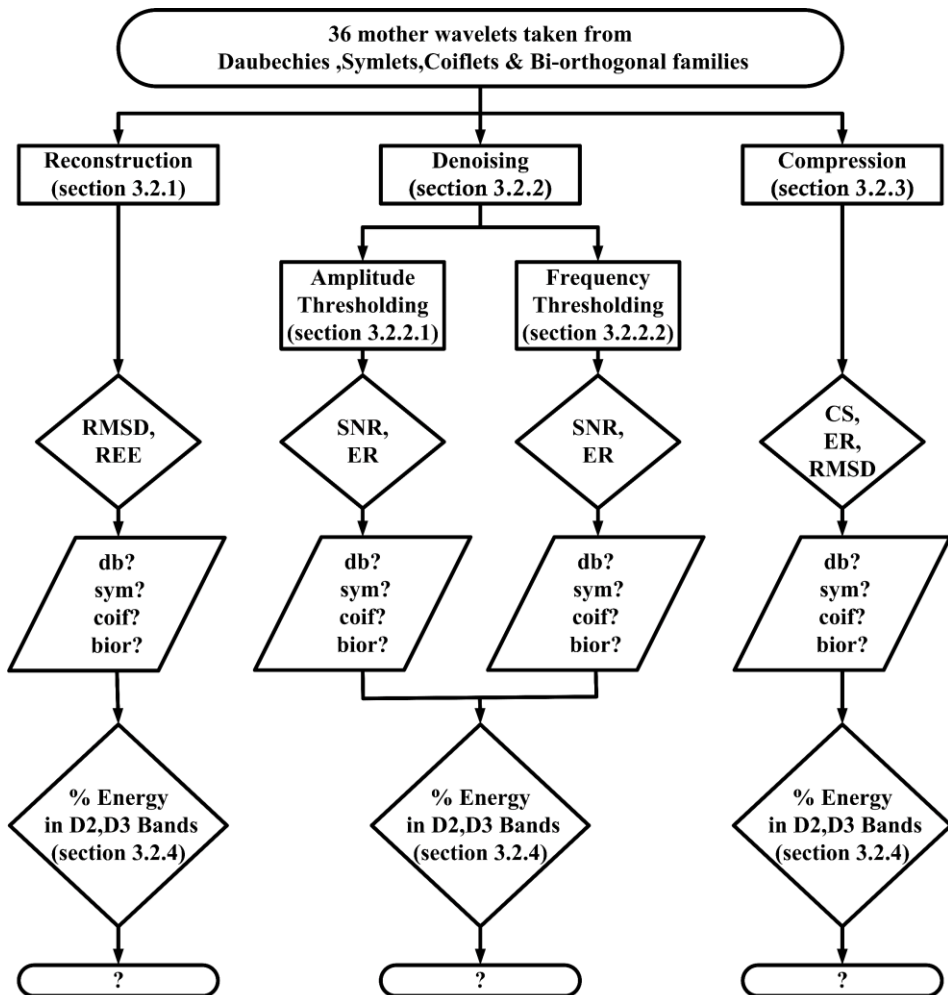 36 mother wavelets taken from
Daubechies ,Symlets,Coiflets & Bi-orthogonal families
Reconstruction
(section 3.2.1)
Denoising
(section 3.2.2)
Compression
(section 3.2.3)
Amplitude
Thresholding
(section 3.2.2.1)
Frequency
Thresholding
(section 3.2.2.2)
RMSD,
REE
SNR,
ER
SNR,
ER
CS,
ER,
RMSD
db?
sym?
coif?
bior?
db?
sym?
coif?
bior?
db?
sym?
coif?
bior?
db?
sym?
coif?
bior?
% Energy
in D2,D3 Bands
(section 3.2.4)
% Energy
in D2,D3 Bands
(section 3.2.4)
% Energy
in D2,D3 Bands
(section 3.2.4)
?
?
?